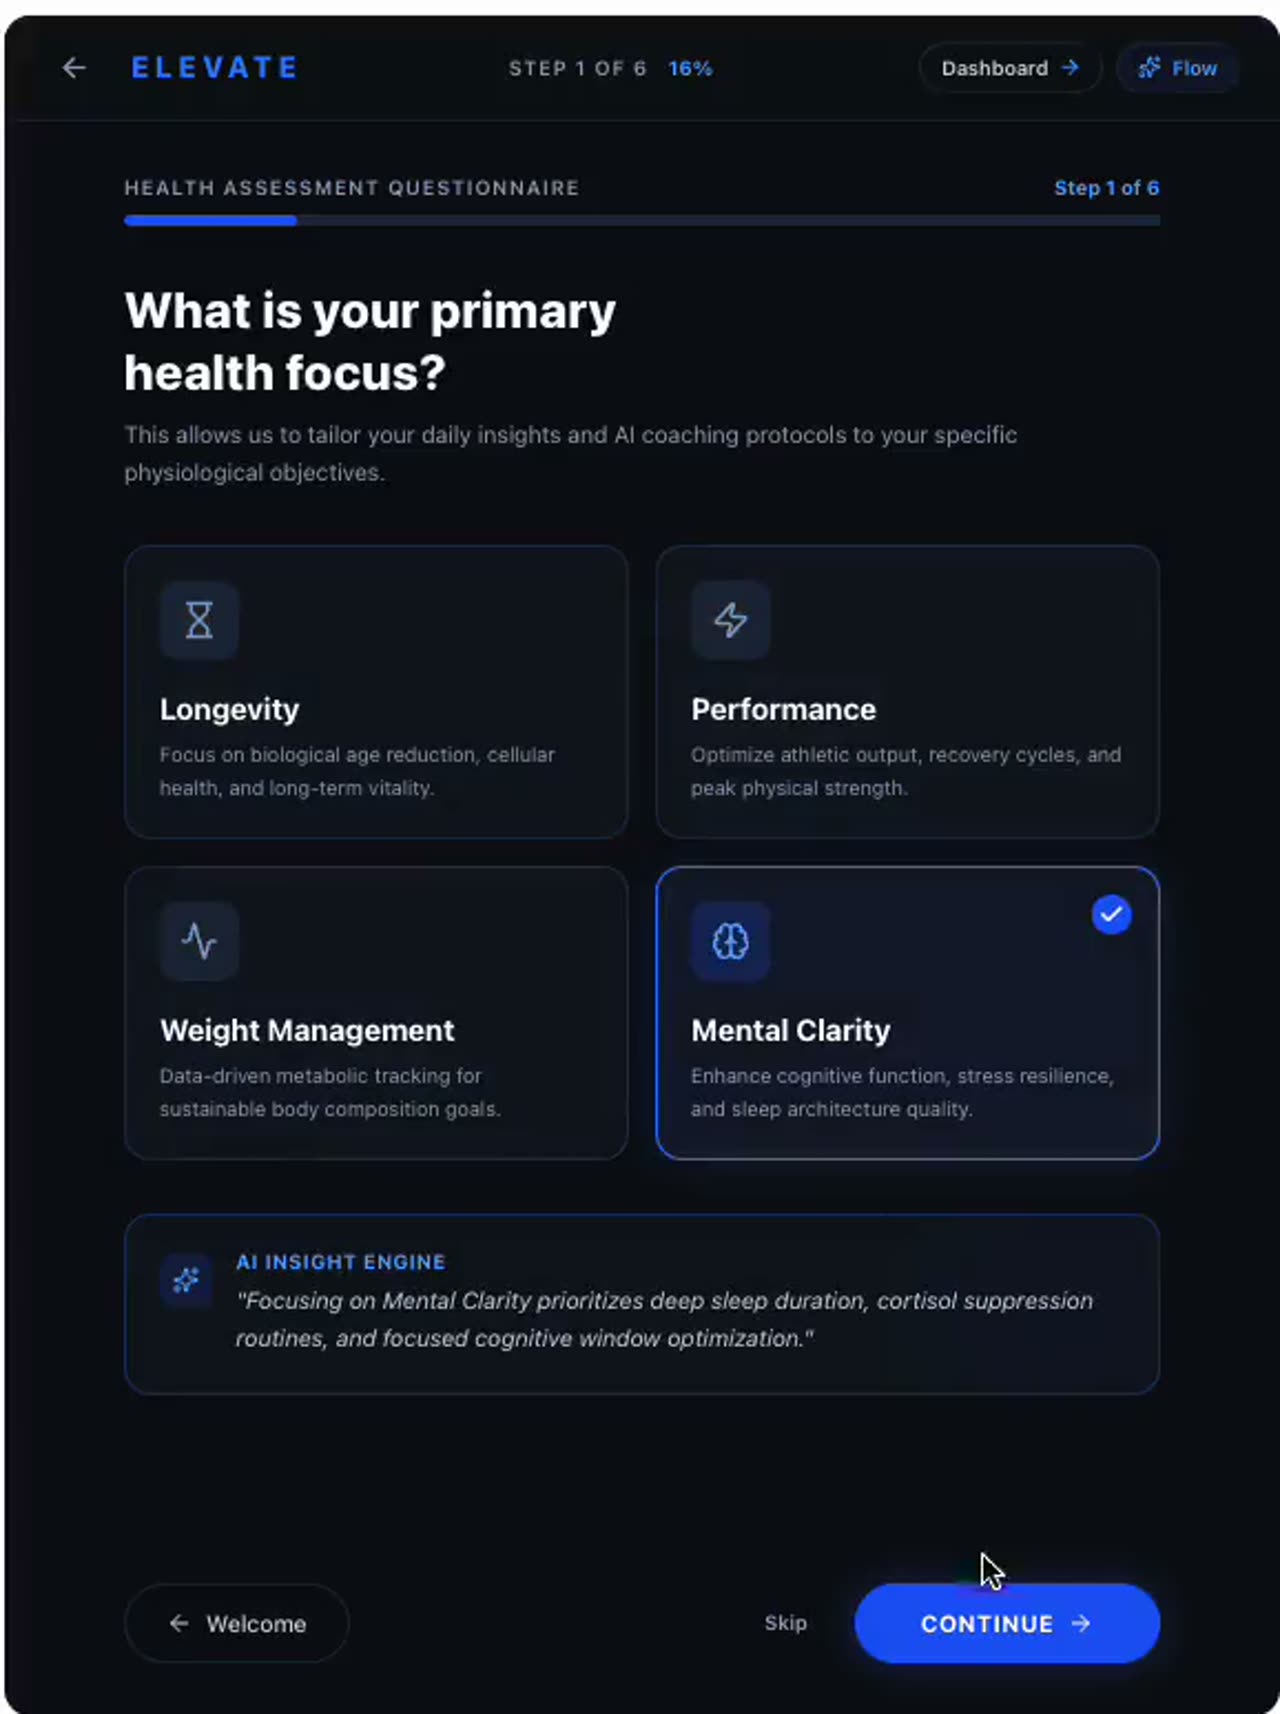 ELEVATE
STEP 1 OF 6 16%
Dashboard
Flow
HEALTH ASSESSMENT QUESTIONNAIRE
Step 1 of 6
What is your primary
health focus?
This allows us to tailor your daily insights and AI coaching protocols to your specific
physiological objectives.
Longevity
Focus on biological age reduction, cellular
health, and long-term vitality.
Performance
Optimize athletic output, recovery cycles, and
peak physical strength.
Weight Management
Data-driven metabolic tracking for
sustainable body composition goals.
Mental Clarity
Enhance cognitive function, stress resilience,
and sleep architecture quality.
AI INSIGHT ENGINE
"Focusing on Mental Clarity prioritizes deep sleep duration, cortisol suppression
routines, and focused cognitive window optimization."
Welcome
Skip
CONTINUE